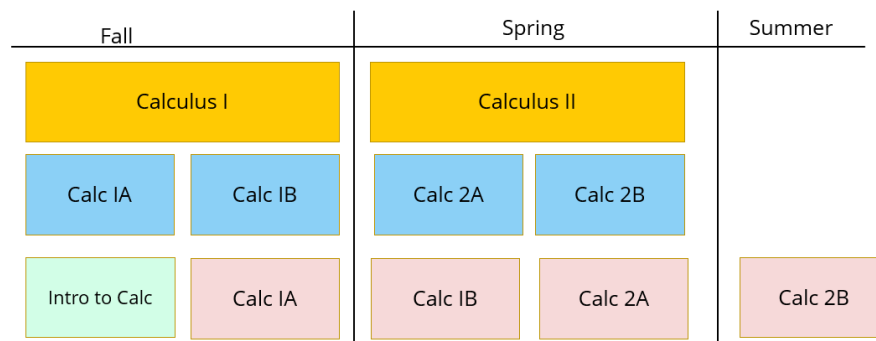 Fall
Spring
Summer
Calculus I
Calculus II
Calc IA
Calc IB
Calc 2A
Calc 2B
Intro to Calc
Calc IA
Calc IB
Calc 2A
Calc 2B